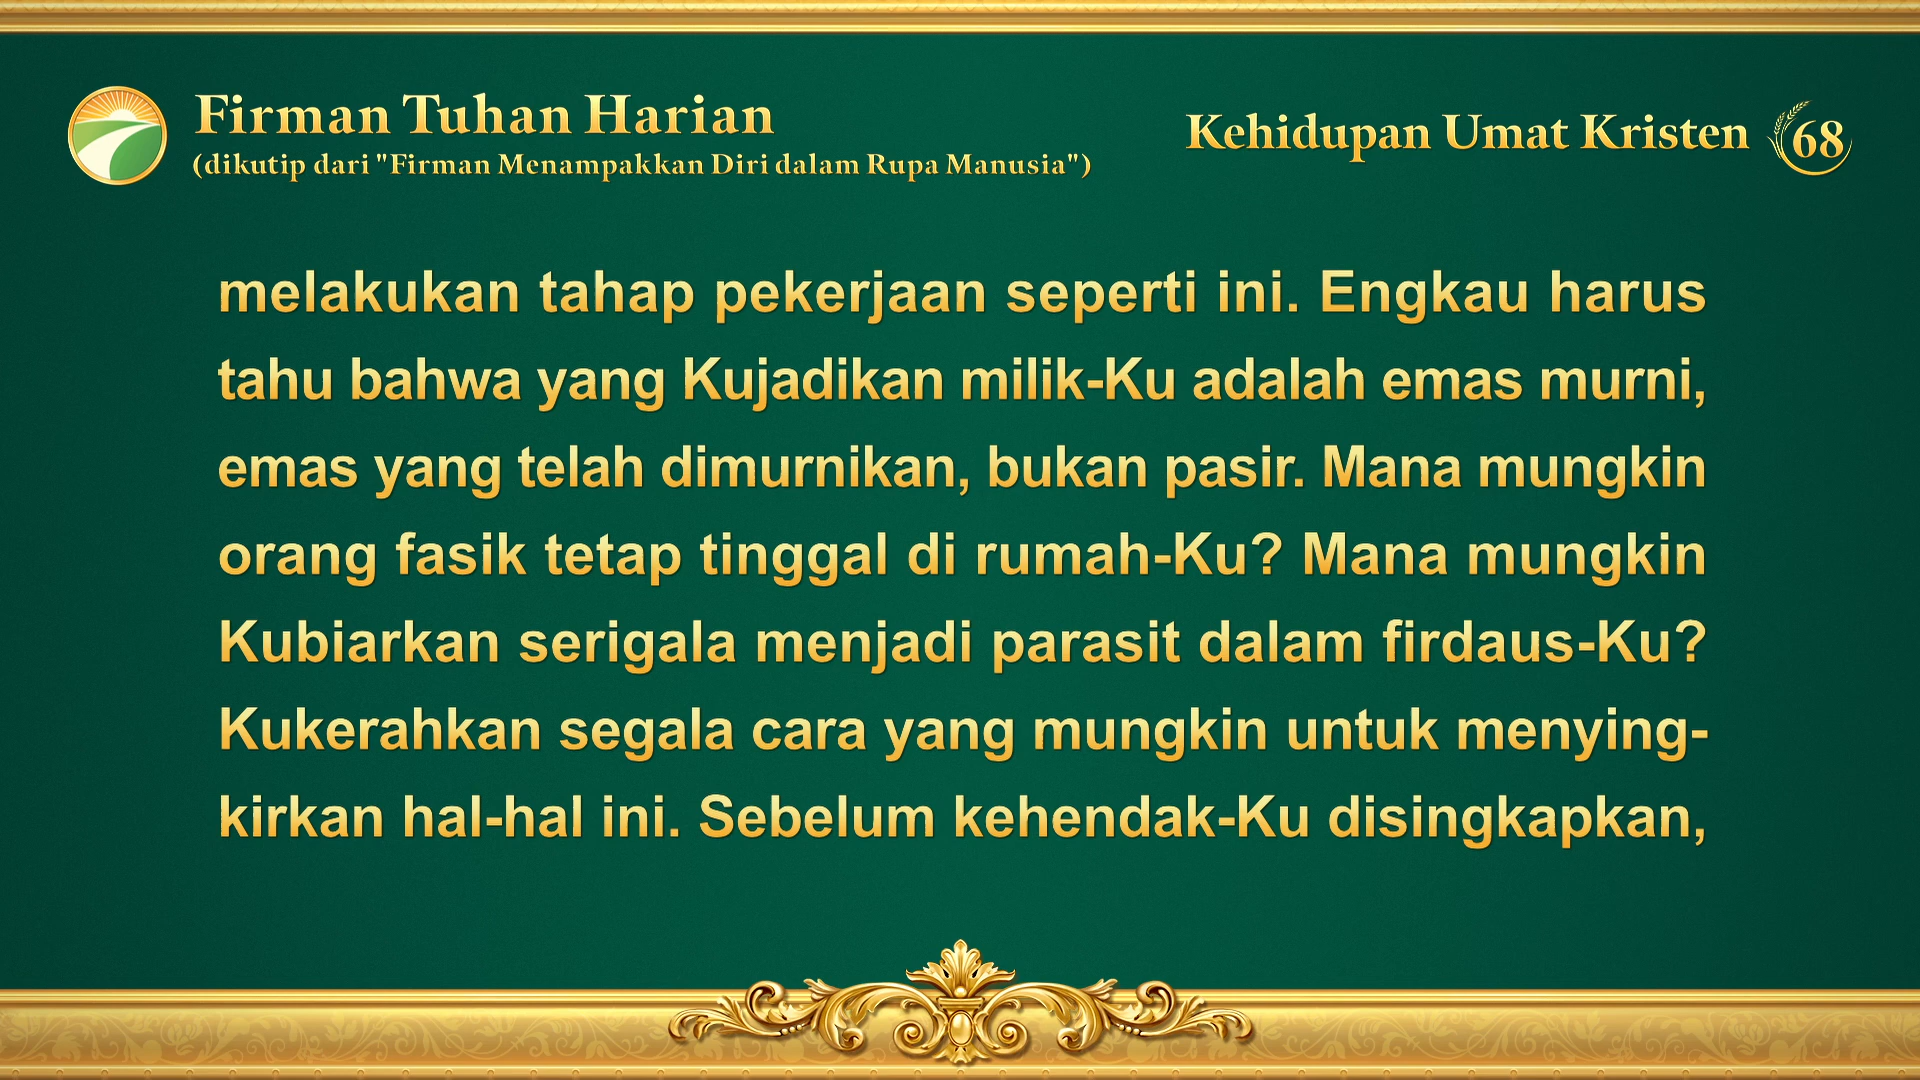 Firman Tuhan Harian
(dikutip dari "Firman Menampakkan Diri dalam Rupa Manusia")
Kehidupan Umat Kristen 68
melakukan tahap pekerjaan seperti ini. Engkau harus
tahu bahwa yang Kujadikan milik-Ku adalah emas murni,
emas yang telah dimurnikan, bukan pasir. Mana mungkin
orang fasik tetap tinggal di rumah-Ku? Mana mungkin
Kubiarkan serigala menjadi parasit dalam firdaus-Ku?
Kukerahkan segala cara yang mungkin untuk menying-
kirkan hal-hal ini. Sebelum kehendak-Ku disingkapkan,